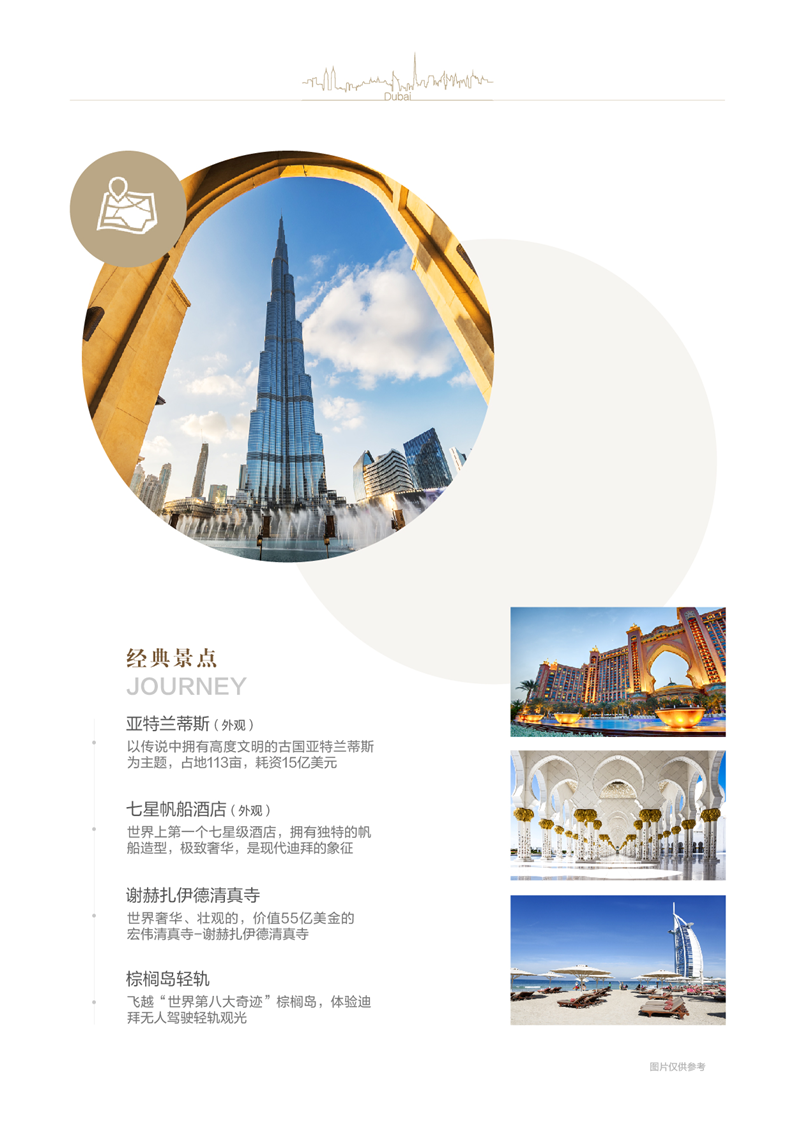 Dubai
经典景点
JOURNEY
亚特兰蒂斯（外观）
以传说中拥有高度文明的古国亚特兰蒂斯
为主题，占地113亩，耗资15亿美元
七星帆船酒店（外观）
世界上第一个七星级酒店，拥有独特的帆
船造型，极致奢华，是现代迪拜的象征
谢赫扎伊德清真寺
世界奢华、壮观的，价值55亿美金的
宏伟清真寺-谢赫扎伊德清真寺
棕榈岛轻轨
飞越“世界第八大奇迹”棕榈岛，体验迪
拜无人驾驶轻轨观光
图片仅供参考